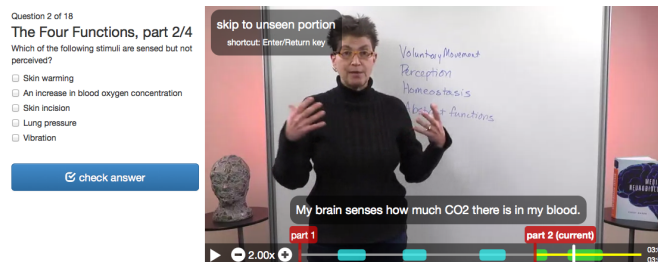 Question 2 of 18
The Four Functions, part 2/4
Which of the following stimuli are sensed but not
perceived?
Skin warming
An increase in blood oxygen concentration
Skin incision
Lung pressure
Vibration
check answer
skip to unseen portion
shortcut: Enter/Return key
Voluntary Movement
Perception
Homeostasis
Abstract functions
My brain senses how much CO2 there is in my blood.
part 1
part 2 (current)
2.00x
03:
03: